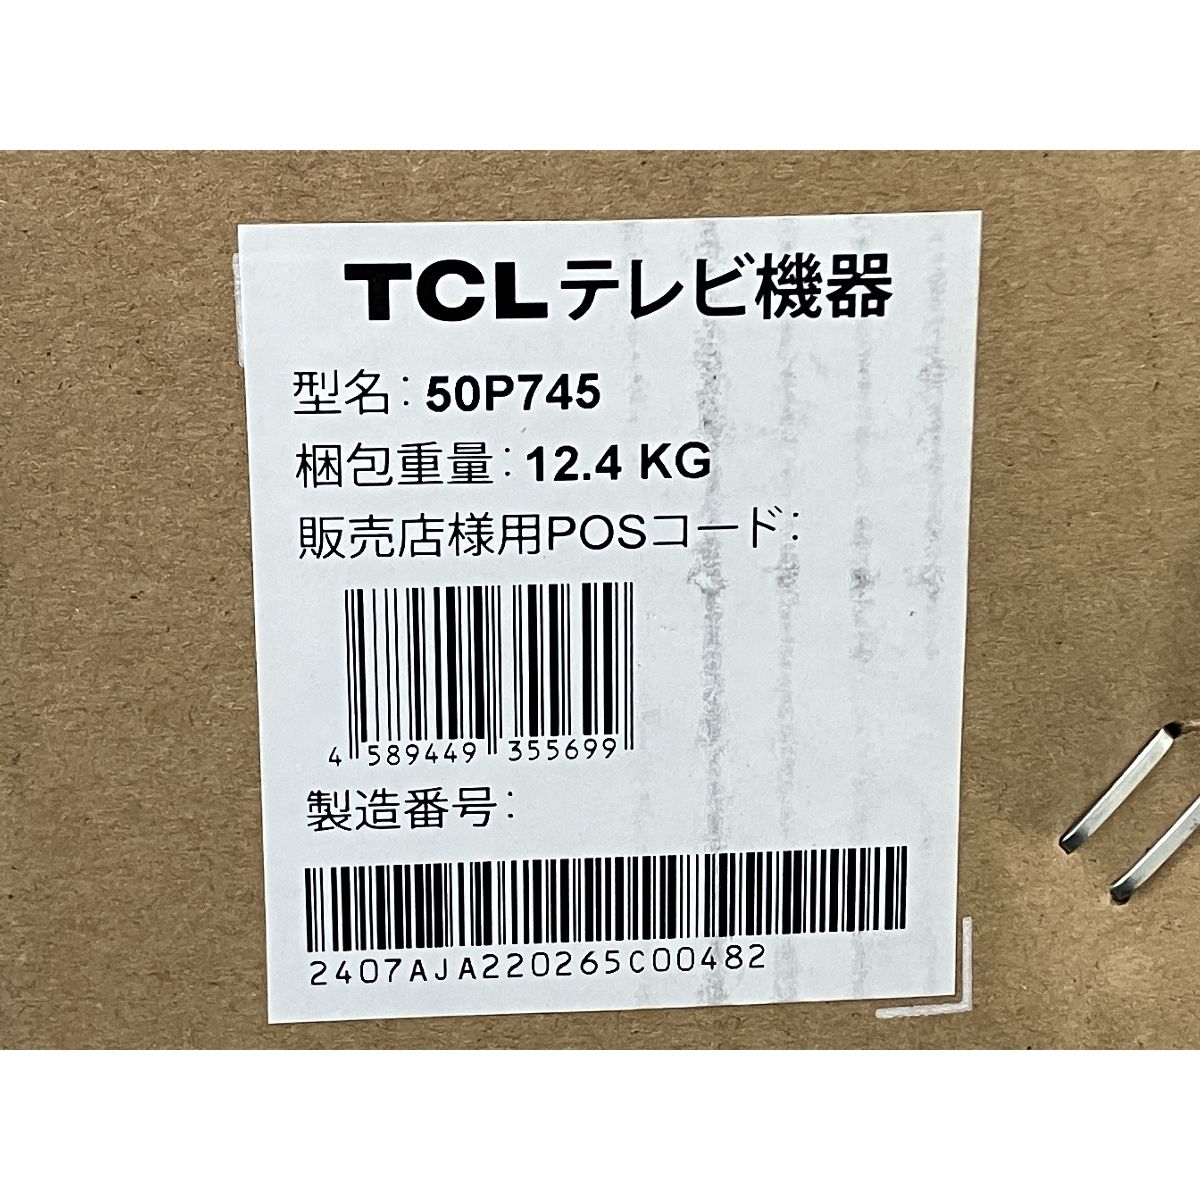 TCLテレビ機器
型名:50P745
梱包重量:12.4 KG
販売店様用POSコード:
4 589449 355699
製造番号:
2407AJA220265C00482